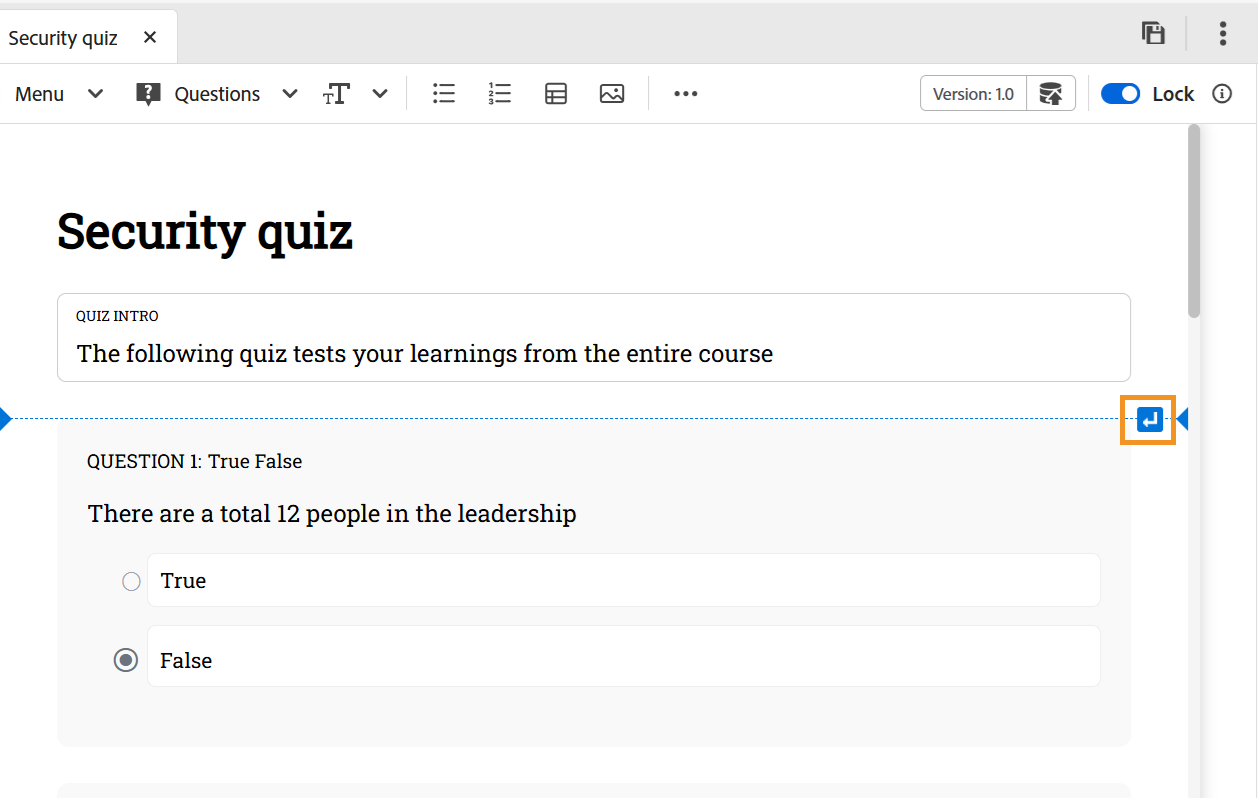 Security quiz
Menu Questions Version: 1.0 Lock
Security quiz
QUIZ INTRO
The following quiz tests your learnings from the entire course
QUESTION 1: True False
There are a total 12 people in the leadership
True
False